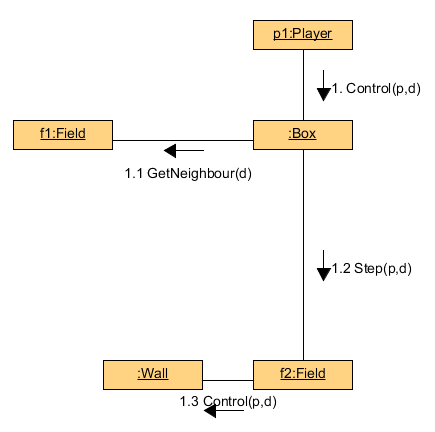 p1:Player
1. Control(p,d)
f1:Field
:Box
1.1 GetNeighbour(d)
1.2 Step(p,d)
:Wall
f2:Field
1.3 Control(p,d)